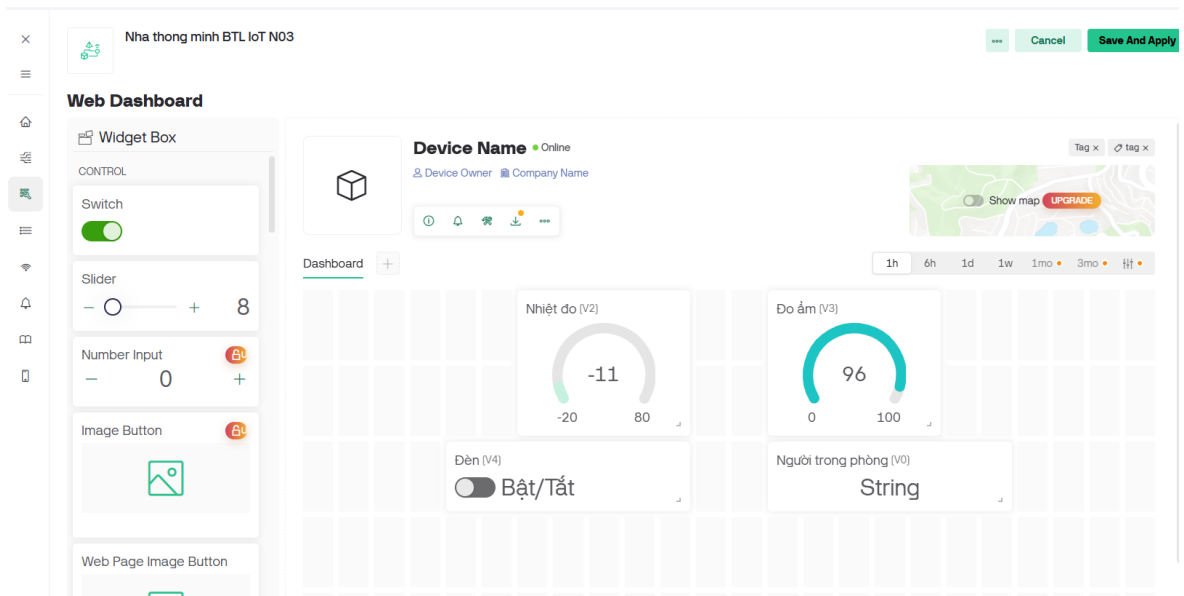 Nha thong minh BTL IoT N03
Cancel
Save And Apply
Web Dashboard
Widget Box
CONTROL
Switch
Slider
8
Number Input
0
Image Button
Web Page Image Button
Device Name
Online
Device Owner
Company Name
Tag ×
tag ×
Show map
UPGRADE
Dashboard
1h
6h
1d
1w
1mo
3mo
Nhiệt đo (V2)
-11
-20
80
Đo ẩm (V3)
96
0
100
Đèn (V4)
Bật/Tắt
Người trong phòng (V0)
String